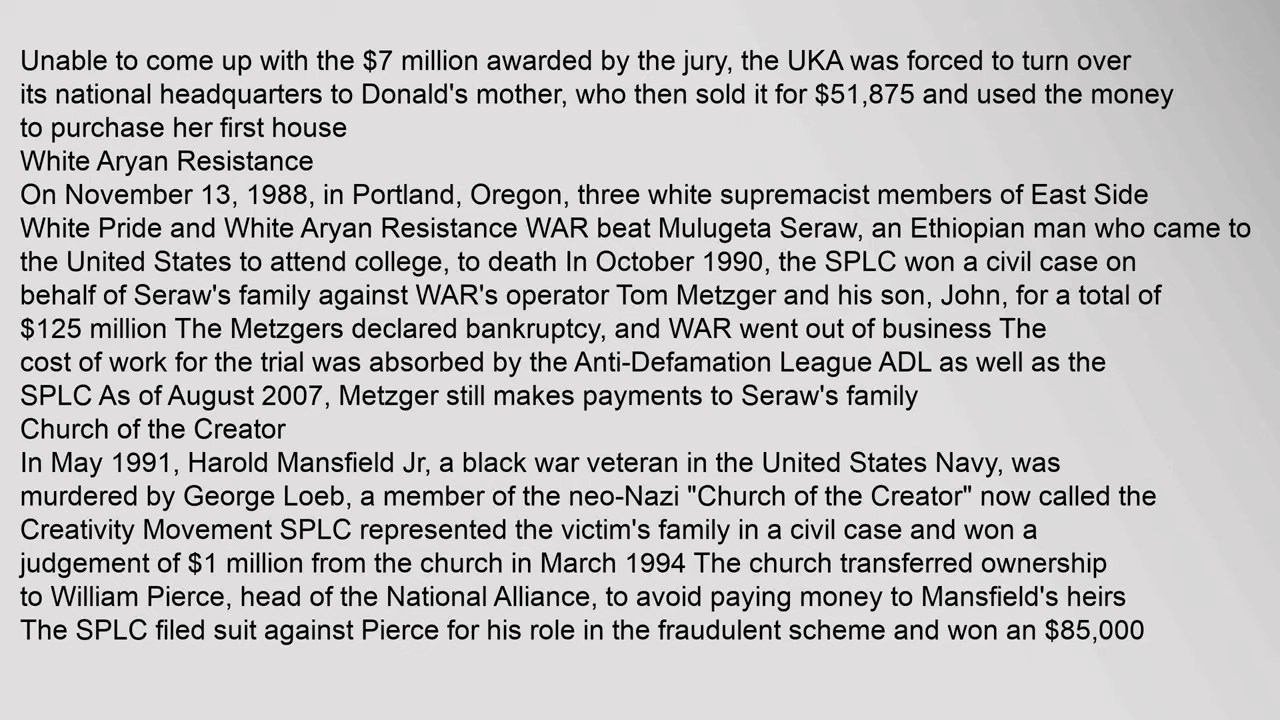 Unable to come up with the $7 million awarded by the jury, the UKA was forced to turn over
its national headquarters to Donald's mother, who then sold it for $51,875 and used the money
to purchase her first house
White Aryan Resistance
On November 13, 1988, in Portland, Oregon, three white supremacist members of East Side
White Pride and White Aryan Resistance WAR beat Mulugeta Seraw, an Ethiopian man who came to
the United States to attend college, to death In October 1990, the SPLC won a civil case on
behalf of Seraw's family against WAR's operator Tom Metzger and his son, John, for a total of
$125 million The Metzgers declared bankruptcy, and WAR went out of business The
cost of work for the trial was absorbed by the Anti-Defamation League ADL as well as the
SPLC As of August 2007, Metzger still makes payments to Seraw's family
Church of the Creator
In May 1991, Harold Mansfield Jr, a black war veteran in the United States Navy, was
murdered by George Loeb, a member of the neo-Nazi "Church of the Creator" now called the
Creativity Movement SPLC represented the victim's family in a civil case and won a
judgement of $1 million from the church in March 1994 The church transferred ownership
to William Pierce, head of the National Alliance, to avoid paying money to Mansfield's heirs
The SPLC filed suit against Pierce for his role in the fraudulent scheme and won an $85,000